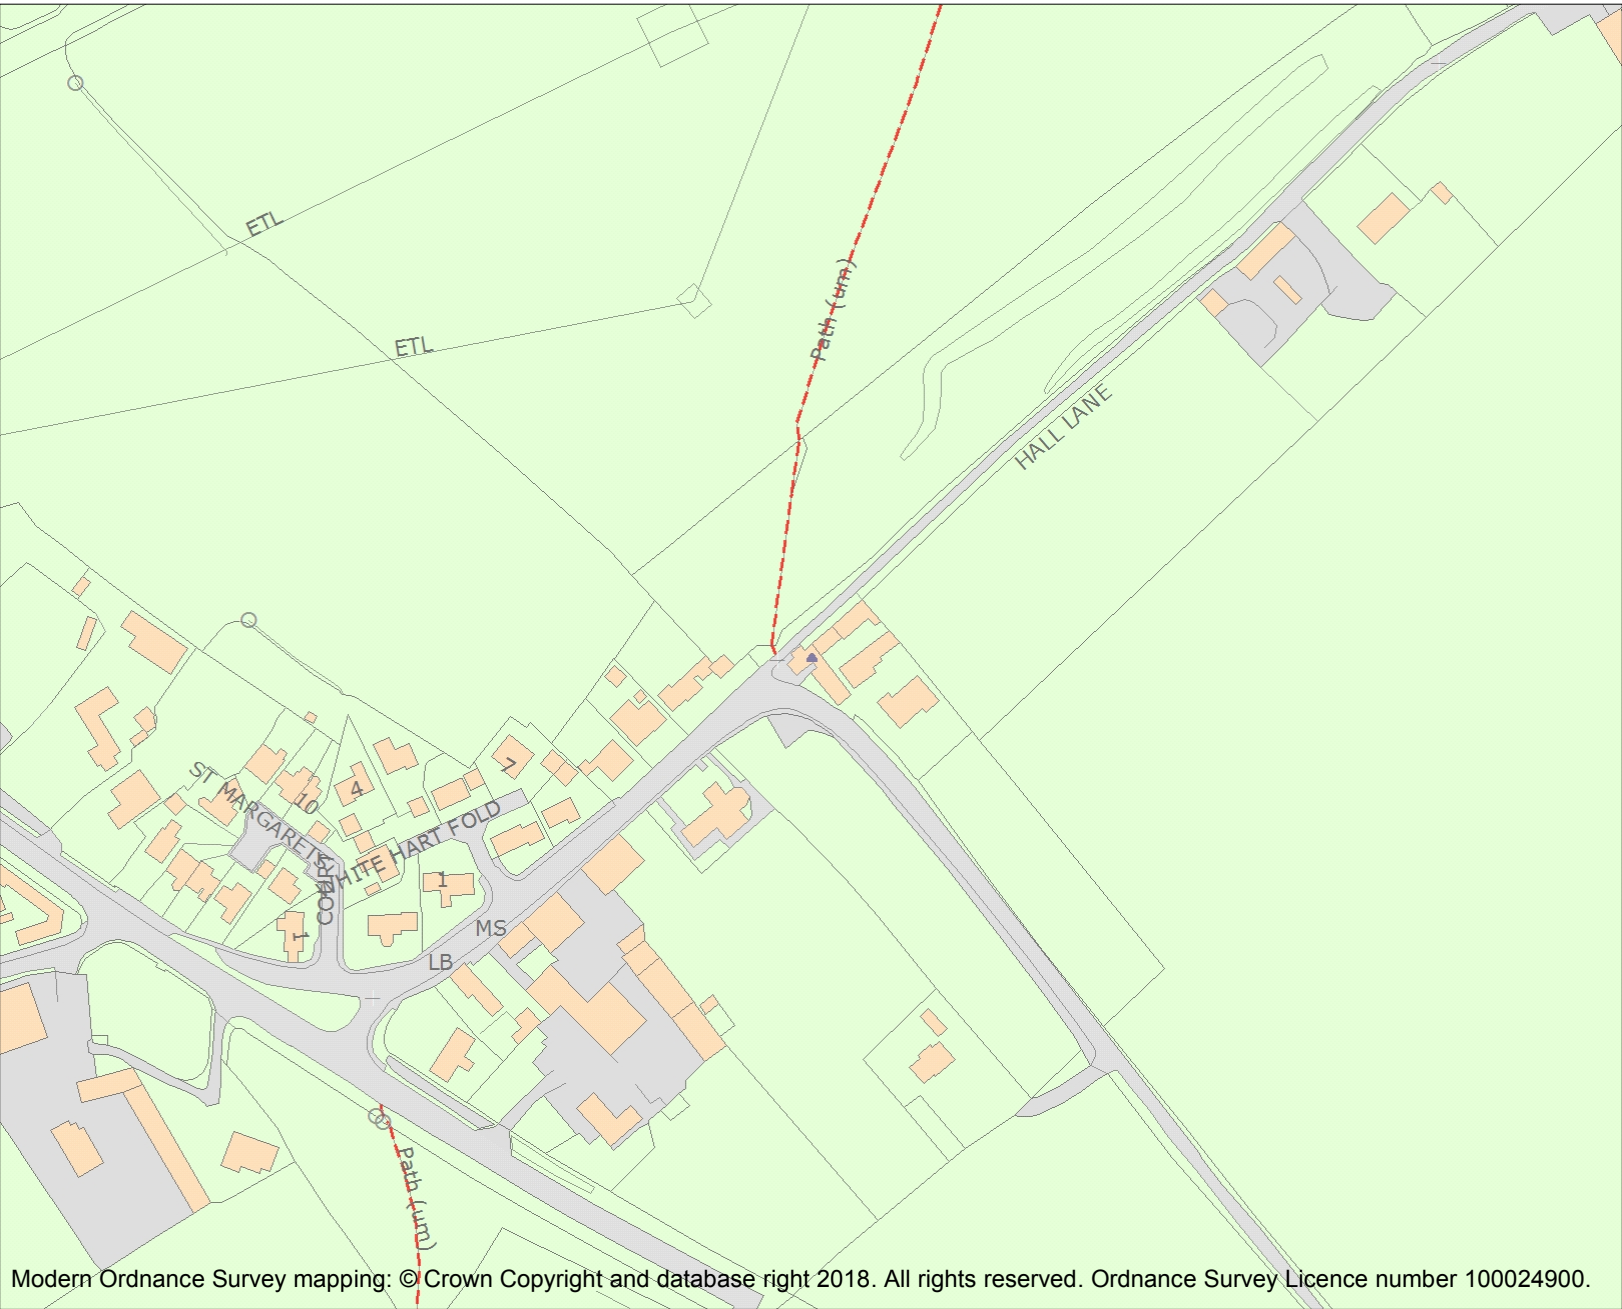 ETL
ETL
Path (um)
HALL LANE
ST MARGARETS
COURT
10
4
7
WHITE HART FOLD
1
1
MS
LB
Path (um)
Modern Ordnance Survey mapping: © Crown Copyright and database right 2018. All rights reserved. Ordnance Survey Licence number 100024900.